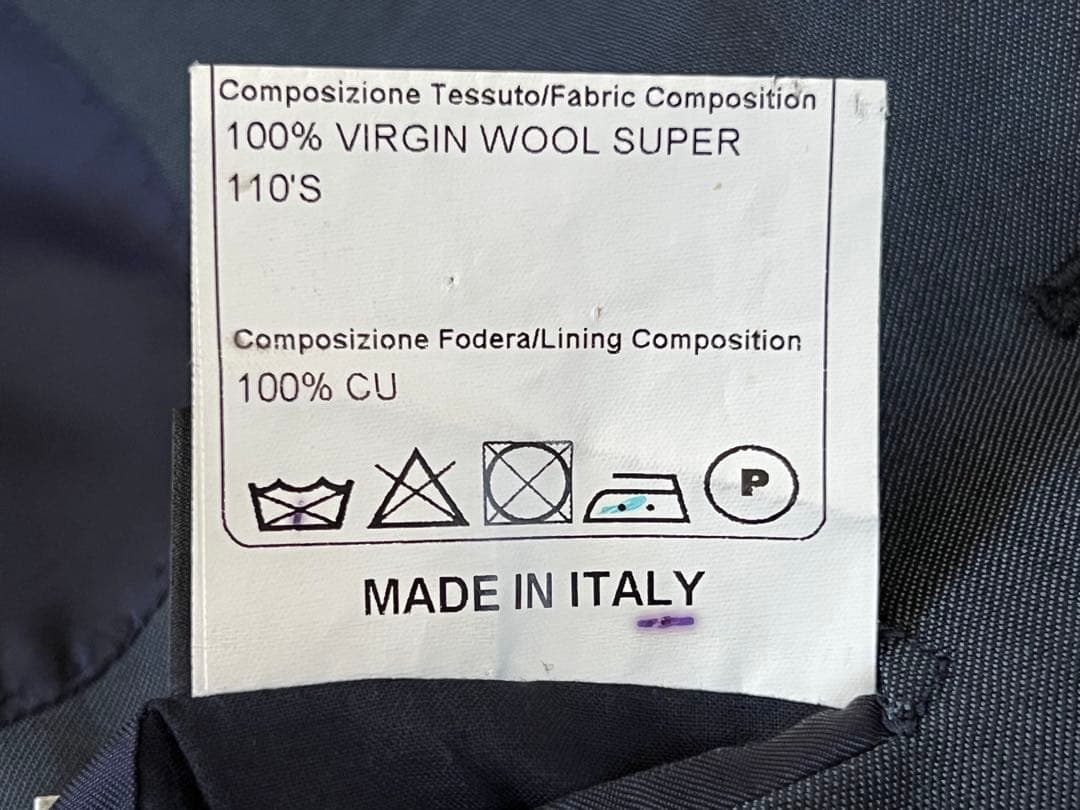 Composizione Tessuto/Fabric Composition
100% VIRGIN WOOL SUPER
110'S
Composizione Fodera/Lining Composition
100% CU
P
MADE IN ITALY